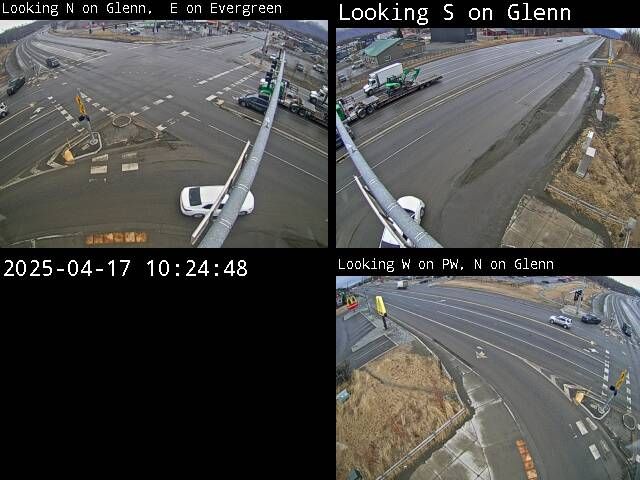 Looking N on Glenn,  E on Evergreen
Looking S on Glenn
2025-04-17 10:24:48
Looking W on PW, N on Glenn